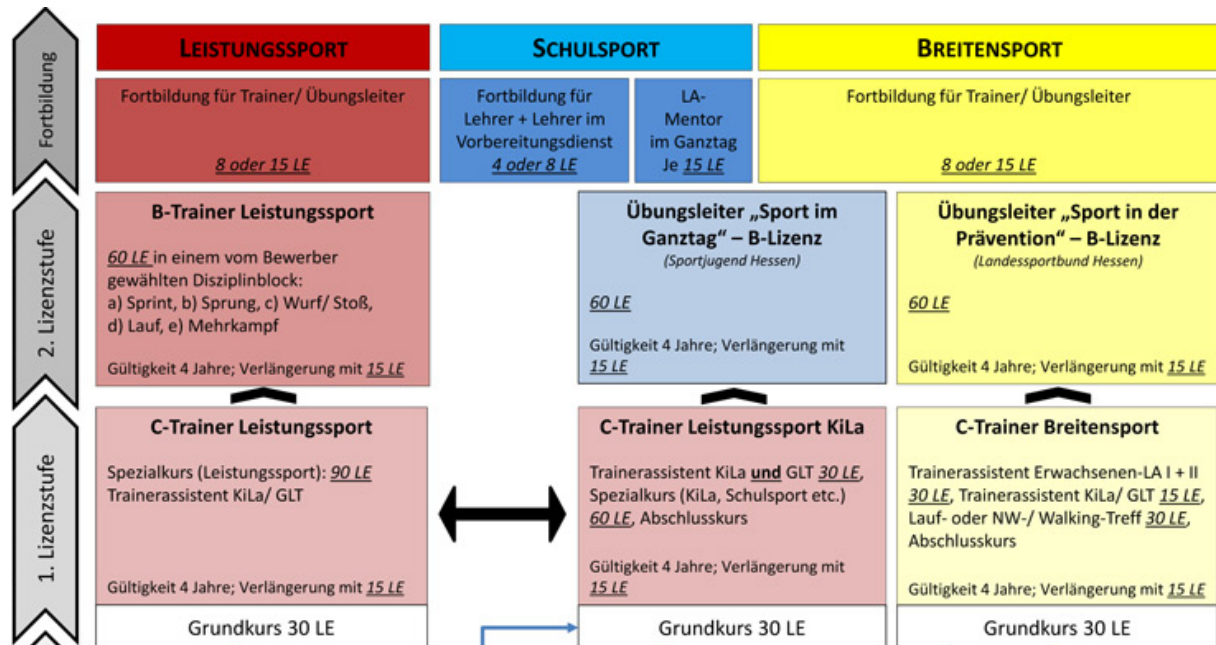 LEISTUNGSSPORT
SCHULSPORT
BREITENSPORT
Fortbildung
Fortbildung für Trainer/ Übungsleiter
8 oder 15 LE
Fortbildung für
Lehrer + Lehrer im
Vorbereitungsdienst
4 oder 8 LE
LA-
Mentor
im Ganztag
Je 15 LE
Fortbildung für Trainer/ Übungsleiter
8 oder 15 LE
2. Lizenzstufe
B-Trainer Leistungssport
60 LE in einem vom Bewerber
gewählten Disziplinblock:
a) Sprint, b) Sprung, c) Wurf/ Stoß,
d) Lauf, e) Mehrkampf
Gültigkeit 4 Jahre; Verlängerung mit 15 LE
Übungsleiter „Sport im
Ganztag“ – B-Lizenz
(Sportjugend Hessen)
60 LE
Gültigkeit 4 Jahre; Verlängerung mit
15 LE
Übungsleiter „Sport in der
Prävention“ – B-Lizenz
(Landessportbund Hessen)
60 LE
Gültigkeit 4 Jahre; Verlängerung mit 15 LE
1. Lizenzstufe
C-Trainer Leistungssport
Spezialkurs (Leistungssport): 90 LE
Trainerassistent KiLa/ GLT
Gültigkeit 4 Jahre; Verlängerung mit 15 LE
Grundkurs 30 LE
C-Trainer Leistungssport KiLa
Trainerassistent KiLa und GLT 30 LE,
Spezialkurs (KiLa, Schulsport etc.)
60 LE, Abschlusskurs
Gültigkeit 4 Jahre; Verlängerung mit
15 LE
Grundkurs 30 LE
C-Trainer Breitensport
Trainerassistent Erwachsenen-LA I + II
30 LE, Trainerassistent KiLa/ GLT 15 LE,
Lauf- oder NW-/ Walking-Treff 30 LE,
Abschlusskurs
Gültigkeit 4 Jahre; Verlängerung mit 15 LE
Grundkurs 30 LE